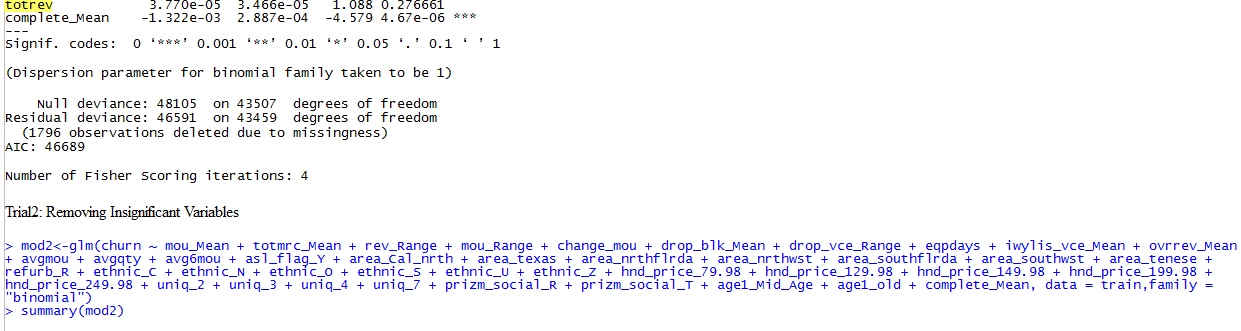 totrev 3.770e-05 3.466e-05 1.088 0.276661
complete_Mean -1.322e-03 2.887e-04 -4.579 4.67e-06 ***
---
Signif. codes: 0 ‘***’ 0.001 ‘**’ 0.01 ‘*’ 0.05 ‘.’ 0.1 ‘ ’ 1
(Dispersion parameter for binomial family taken to be 1)
Null deviance: 48105 on 43507 degrees of freedom
Residual deviance: 46591 on 43459 degrees of freedom
(1796 observations deleted due to missingness)
AIC: 46689
Number of Fisher Scoring iterations: 4
Trial2: Removing Insignificant Variables
> mod2<-glm(churn ~ mou_Mean + totmrc_Mean + rev_Range + mou_Range + change_mou + drop_blk_Mean + drop_vce_Range + eqpdays + iwylis_vce_Mean + ovrrev_Mean
+ avgmou + avgqty + avg6mou + asl_flag_Y + area_Cal_nrth + area_texas + area_nrthflrda + area_nrthwst + area_southflrda + area_southwst + area_tenese +
refurb_R + ethnic_C + ethnic_N + ethnic_O + ethnic_S + ethnic_U + ethnic_Z + hnd_price_79.98 + hnd_price_129.98 + hnd_price_149.98 + hnd_price_199.98 +
hnd_price_249.98 + uniq_2 + uniq_3 + uniq_4 + uniq_7 + prizm_social_R + prizm_social_T + age1_Mid_Age + age1_old + complete_Mean, data = train,family =
"binomial")
> summary(mod2)